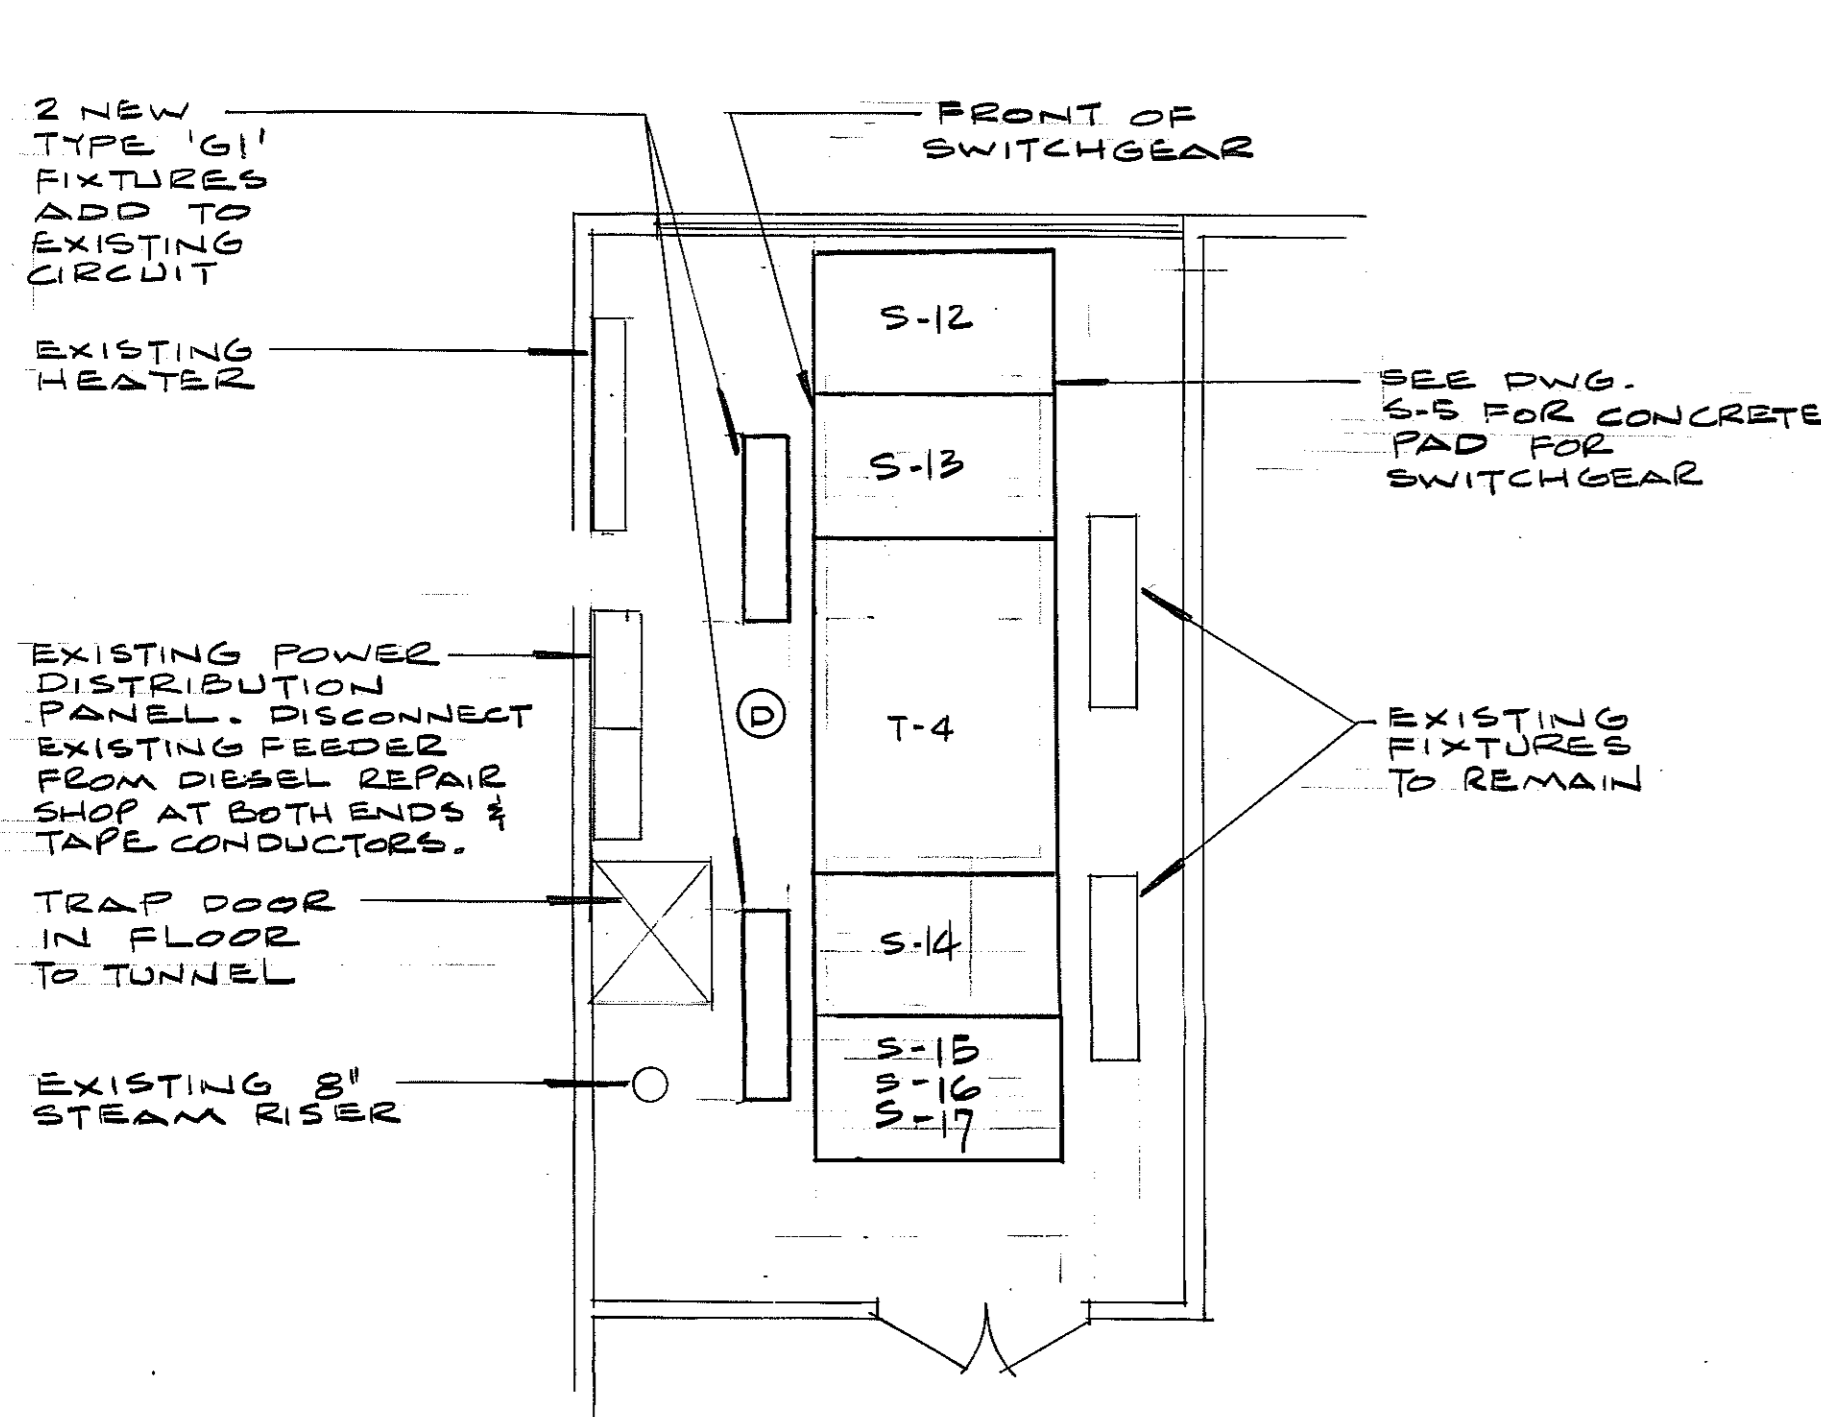 2 NEW
TYPE 'G1'
FIXTURES
ADD TO
EXISTING
CIRCUIT
FRONT OF
SWITCHGEAR
EXISTING
HEATER
SEE DWG.
S-5 FOR CONCRETE
PAD FOR
SWITCHGEAR
EXISTING POWER
DISTRIBUTION
PANEL. DISCONNECT
EXISTING FEEDER
FROM DIESEL REPAIR
SHOP AT BOTH ENDS &
TAPE CONDUCTORS.
TRAP DOOR
IN FLOOR
TO TUNNEL
EXISTING 8"
STEAM RISER
S-12
S-13
D
T-4
S-14
S-15
S-16
S-17
EXISTING
FIXTURES
TO REMAIN